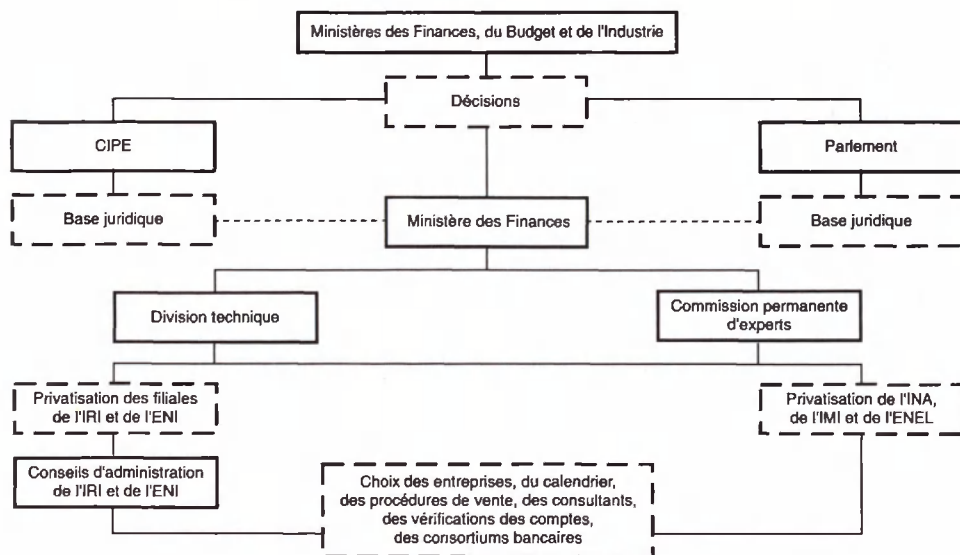 Ministères des Finances, du Budget et de l'Industrie
Décisions
CIPE
Parlement
Base juridique
Ministère des Finances
Base juridique
Division technique
Commission permanente
d'experts
Privatisation des filiales
de l'IRI et de l'ENI
Privatisation de l'INA,
de l'IMI et de l'ENEL
Conseils d'administration
de l'IRI et de l'ENI
Choix des entreprises, du calendrier,
des procédures de vente, des consultants,
des vérifications des comptes,
des consortiums bancaires